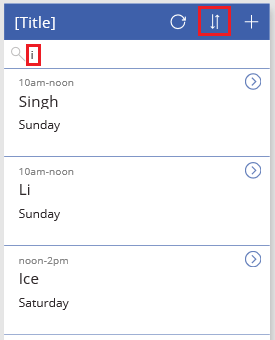 [Title]
i
10am-noon
Singh
Sunday
10am-noon
Li
Sunday
noon-2pm
Ice
Saturday